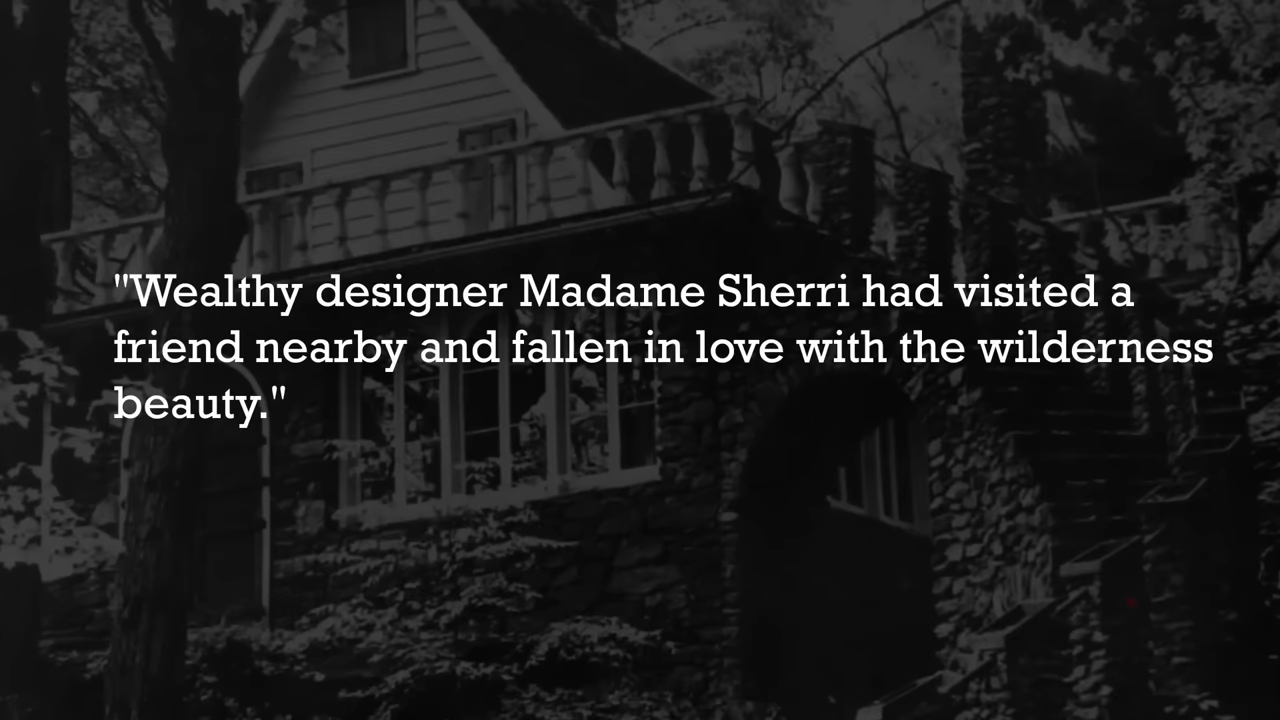 "Wealthy designer Madame Sherri had visited a
friend nearby and fallen in love with the wilderness
beauty."